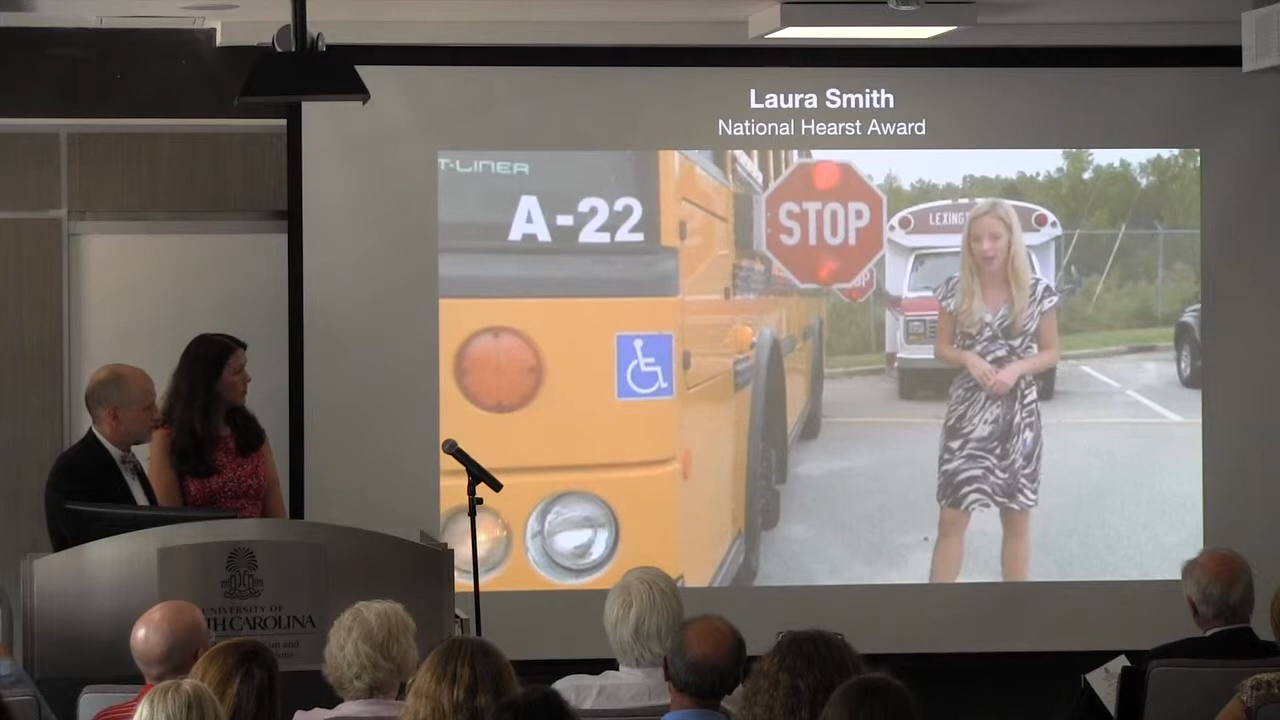 Laura Smith
National Hearst Award
T-LINER
A-22
STOP
LEXINGT
UNIVERSITY OF
TH CAROLINA